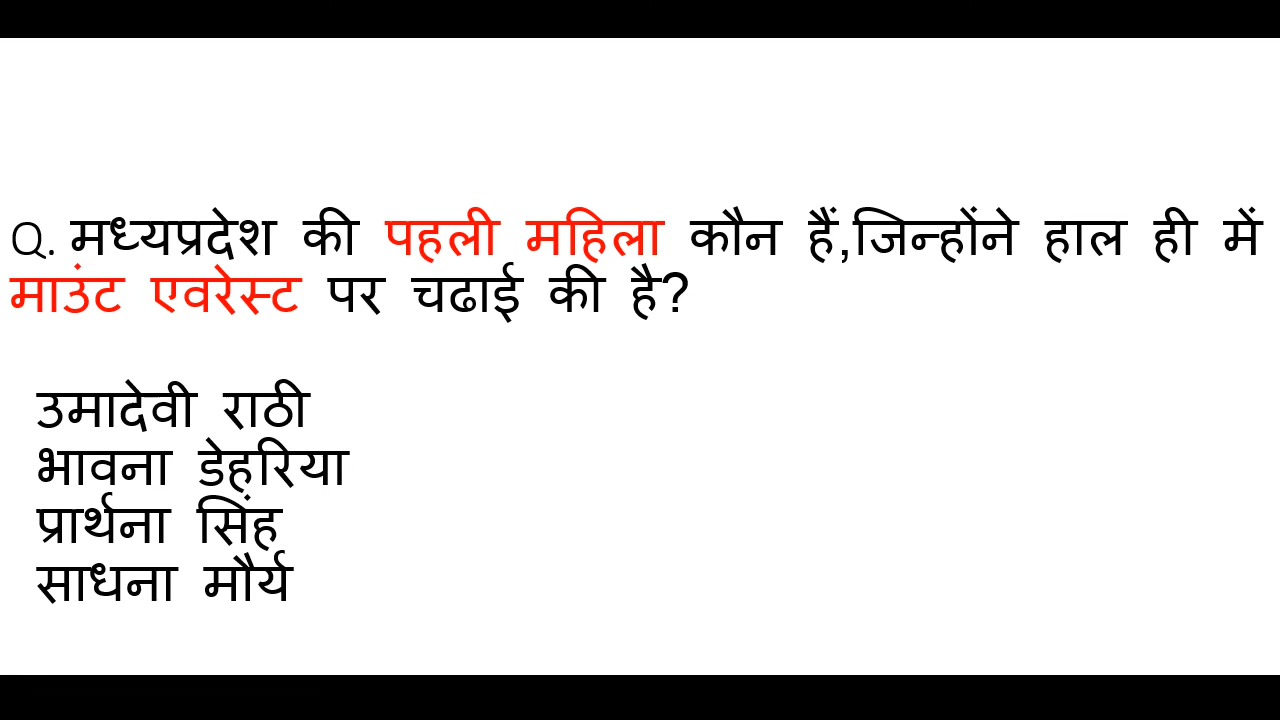 Q. मध्यप्रदेश की पहली महिला कौन हैं,जिन्होंने हाल ही में
माउंट एवरेस्ट पर चढाई की है?
उमादेवी राठी
भावना डेहरिया
प्रार्थना सिंह
साधना मौर्य